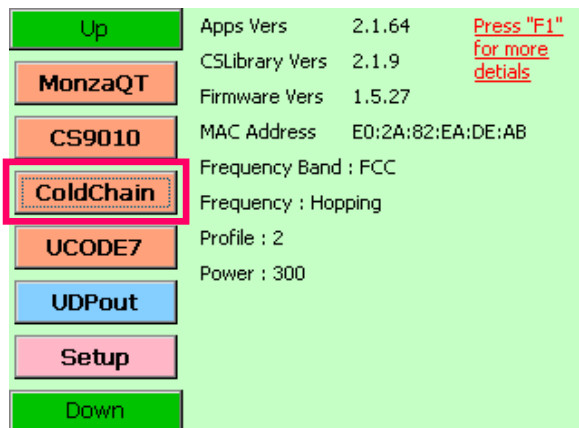 Up
MonzaQT
CS9010
ColdChain
UCODE7
UDPout
Setup
Down
Apps Vers 2.1.64
CSLibrary Vers 2.1.9
Firmware Vers 1.5.27
MAC Address E0:2A:82:EA:DE:AB
Frequency Band : FCC
Frequency : Hopping
Profile : 2
Power : 300
Press "F1"
for more
detials